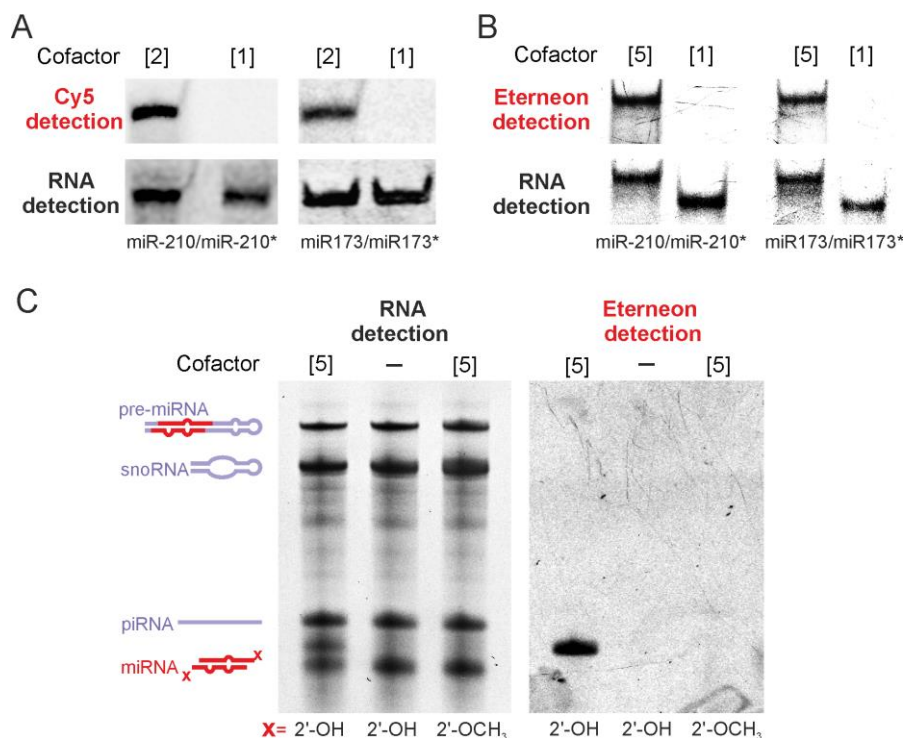 A
Cofactor [2] [1] [2] [1]
Cy5
detection
RNA
detection
miR-210/miR-210* miR173/miR173*
B
Cofactor [5] [1] [5] [1]
Eterneon
detection
RNA
detection
miR-210/miR-210* miR173/miR173*
C
RNA
detection
Eterneon
detection
Cofactor [5] – [5] [5] – [5]
pre-miRNA
snoRNA
piRNA
miRNA x x
X= 2'-OH 2'-OH 2'-OCH₃ 2'-OH 2'-OH 2'-OCH₃